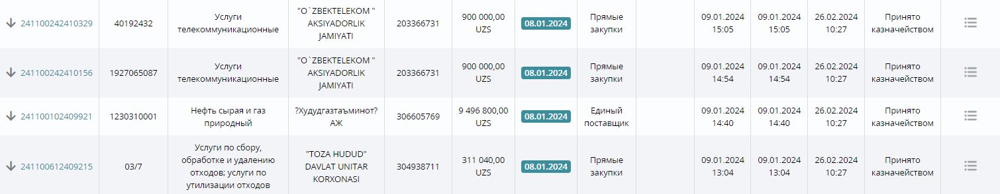 241100242410329 40192432 Услуги телекоммуникационные "O`ZBEKTELEKOM " AKSIYADORLIK JAMIYATI 203366731 900 000,00 UZS 08.01.2024 Прямые закупки 09.01.2024 15:05 09.01.2024 15:05 26.02.2024 10:27 Принято казначейством
241100242410156 1927065087 Услуги телекоммуникационные "O`ZBEKTELEKOM " AKSIYADORLIK JAMIYATI 203366731 900 000,00 UZS 08.01.2024 Прямые закупки 09.01.2024 14:54 09.01.2024 14:54 26.02.2024 10:27 Принято казначейством
241100102409921 1230310001 Нефть сырая и газ природный ?Худудгазтаъминот? АЖ 306605769 9 496 800,00 UZS 08.01.2024 Единый поставщик 09.01.2024 14:40 09.01.2024 14:40 26.02.2024 10:27 Принято казначейством
241100612409215 03/7 Услуги по сбору, обработке и удалению отходов; услуги по утилизации отходов "TOZA HUDUD" DAVLAT UNITAR KORXONASI 304938711 311 040,00 UZS 08.01.2024 Прямые закупки 09.01.2024 13:04 09.01.2024 13:04 26.02.2024 10:27 Принято казначейством